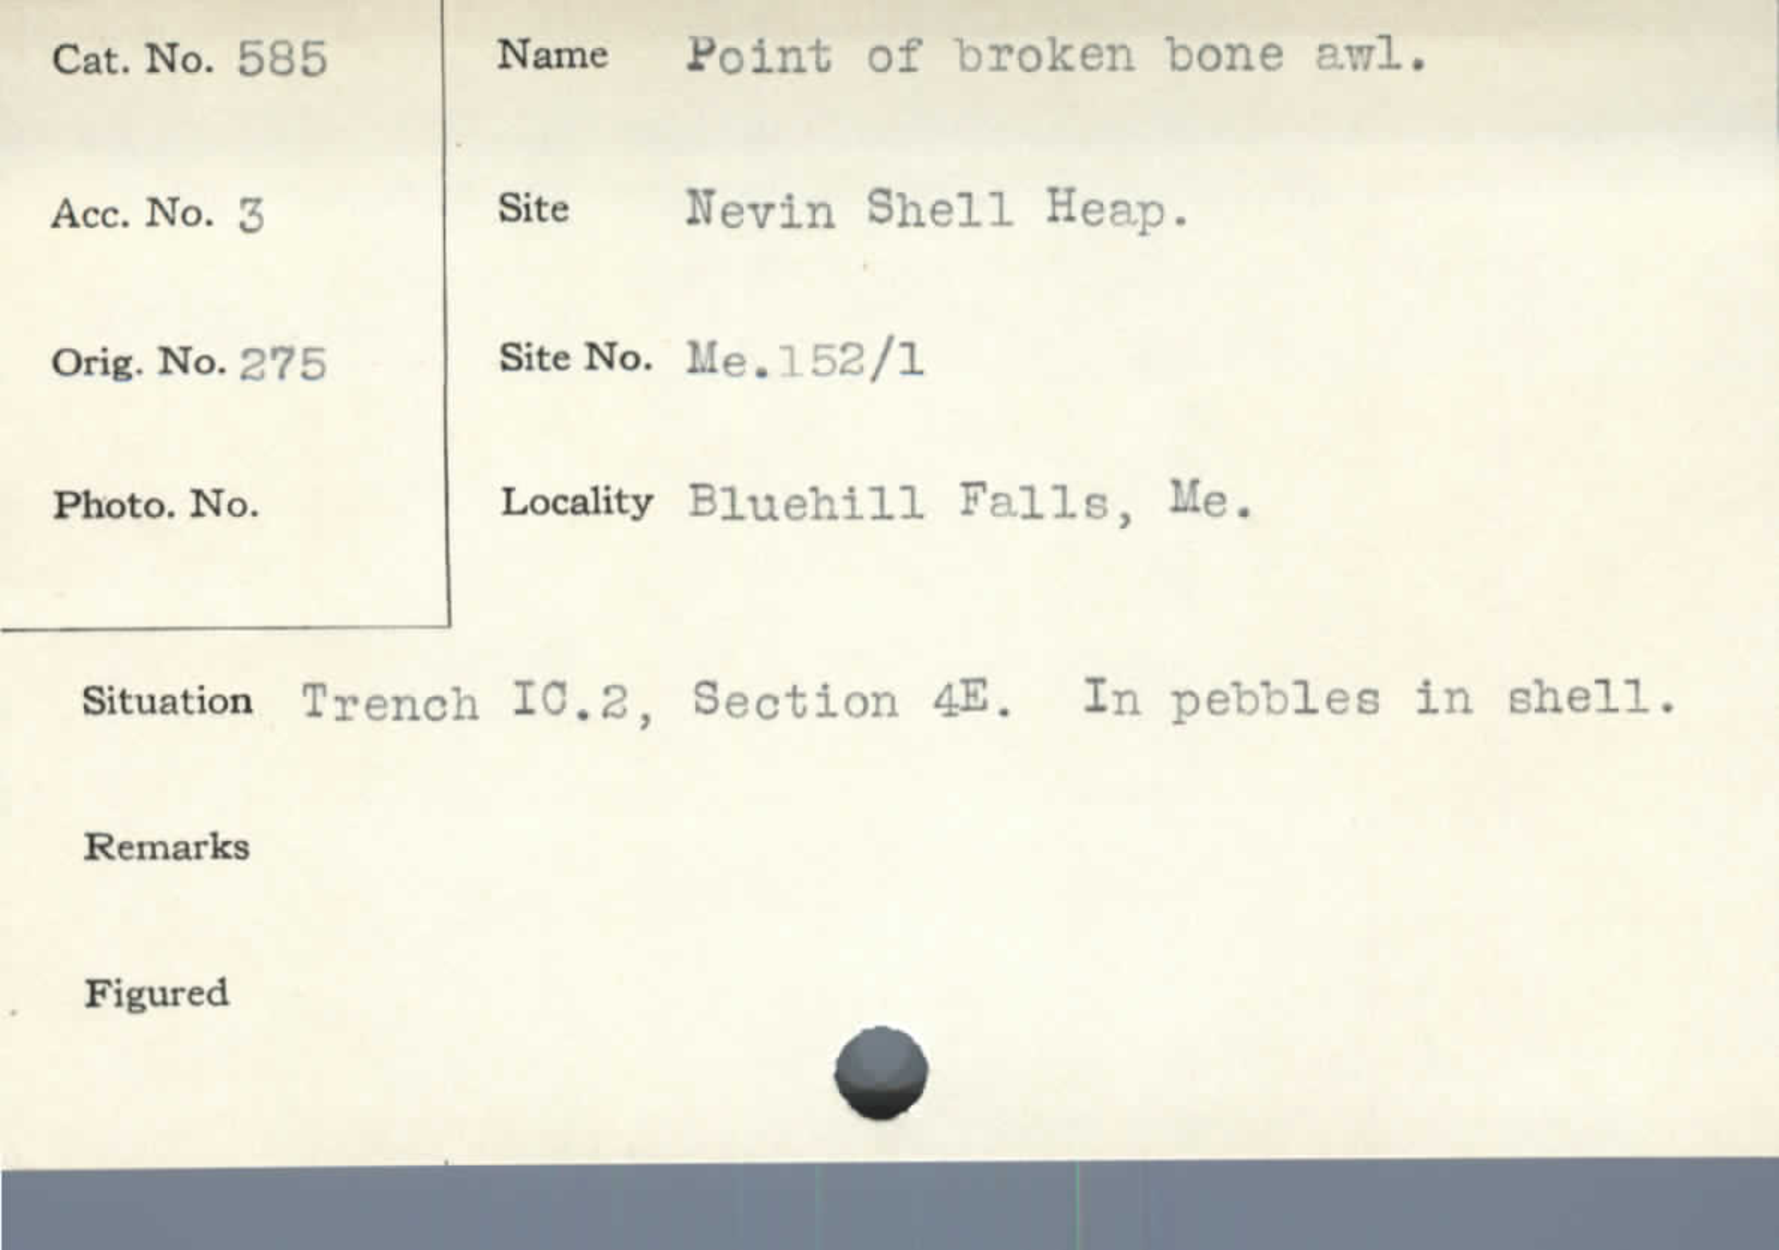 Cat. No. 585
Name Point of broken bone awl.
Acc. No. 3
Site Nevin Shell Heap.
Orig. No. 275
Site No. Me.152/1
Photo. No.
Locality Bluehill Falls, Me.
Situation Trench IC.2, Section 4E. In pebbles in shell.
Remarks
Figured